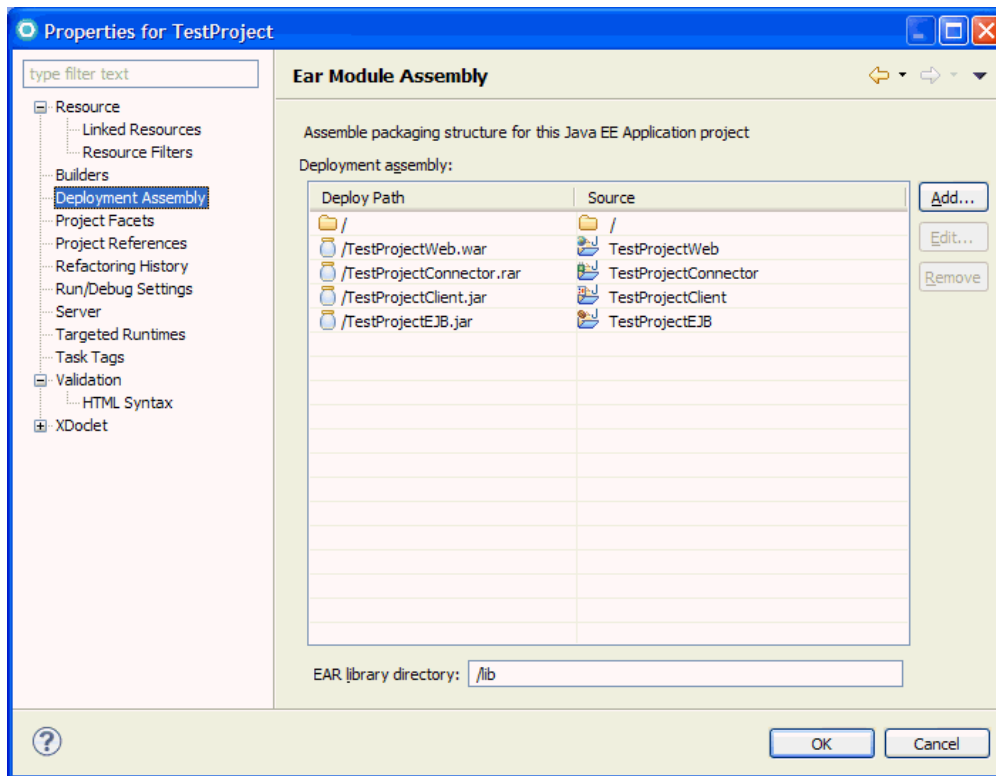 Properties for TestProject
type filter text
Resource
Linked Resources
Resource Filters
Builders
Deployment Assembly
Project Facets
Project References
Refactoring History
Run/Debug Settings
Server
Targeted Runtimes
Task Tags
Validation
HTML Syntax
XDoclet
Ear Module Assembly
Assemble packaging structure for this Java EE Application project
Deployment assembly:
Deploy Path Source
/ /
/TestProjectWeb.war TestProjectWeb
/TestProjectConnector.rar TestProjectConnector
/TestProjectClient.jar TestProjectClient
/TestProjectEJB.jar TestProjectEJB
Add...
Edit...
Remove
EAR library directory: /lib
OK Cancel